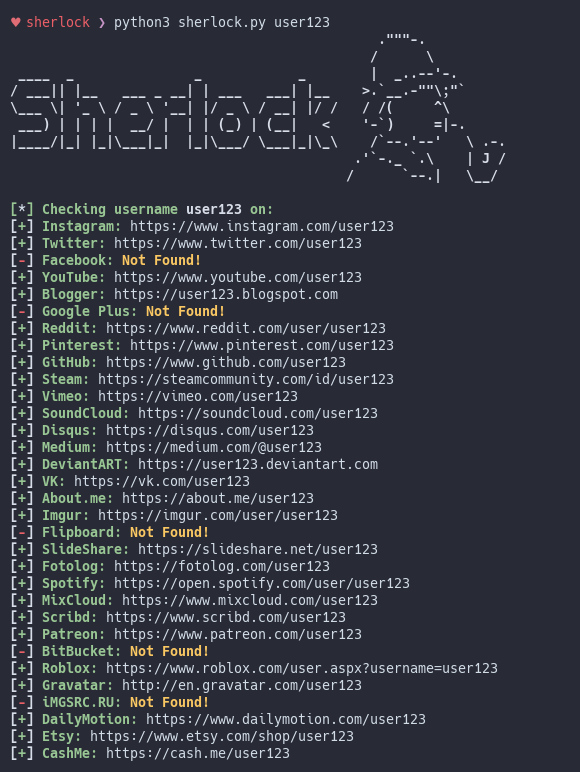 ♥ sherlock ❯ python3 sherlock.py user123
Sherlock
[*] Checking username user123 on:
[+] Instagram: https://www.instagram.com/user123
[+] Twitter: https://www.twitter.com/user123
[-] Facebook: Not Found!
[+] YouTube: https://www.youtube.com/user123
[+] Blogger: https://user123.blogspot.com
[-] Google Plus: Not Found!
[+] Reddit: https://www.reddit.com/user/user123
[+] Pinterest: https://www.pinterest.com/user123
[+] GitHub: https://www.github.com/user123
[+] Steam: https://steamcommunity.com/id/user123
[+] Vimeo: https://vimeo.com/user123
[+] SoundCloud: https://soundcloud.com/user123
[+] Disqus: https://disqus.com/user123
[+] Medium: https://medium.com/@user123
[+] DeviantART: https://user123.deviantart.com
[+] VK: https://vk.com/user123
[+] About.me: https://about.me/user123
[+] Imgur: https://imgur.com/user/user123
[-] Flipboard: Not Found!
[+] SlideShare: https://slideshare.net/user123
[+] Fotolog: https://fotolog.com/user123
[+] Spotify: https://open.spotify.com/user/user123
[+] MixCloud: https://www.mixcloud.com/user123
[+] Scribd: https://www.scribd.com/user123
[+] Patreon: https://www.patreon.com/user123
[-] BitBucket: Not Found!
[+] Roblox: https://www.roblox.com/user.aspx?username=user123
[+] Gravatar: http://en.gravatar.com/user123
[-] iMGSRC.RU: Not Found!
[+] DailyMotion: https://www.dailymotion.com/user123
[+] Etsy: https://www.etsy.com/shop/user123
[+] CashMe: https://cash.me/user123